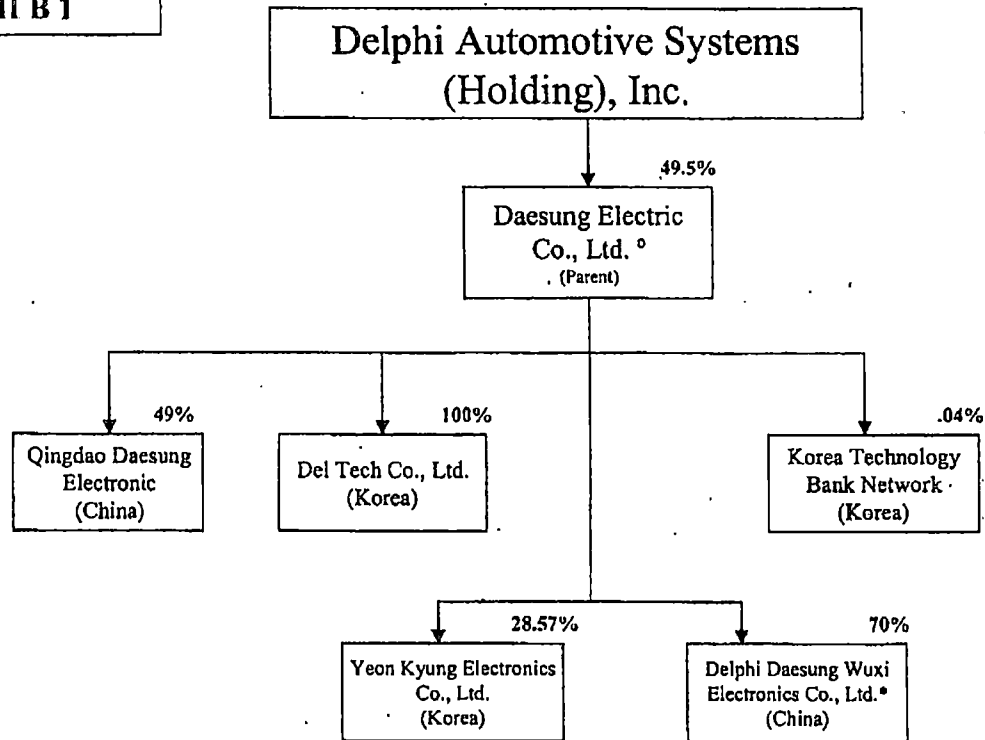 B 1
Delphi Automotive Systems
(Holding), Inc.
49.5%
Daesung Electric
Co., Ltd. °
(Parent)
49%
100%
.04%
Qingdao Daesung
Electronic
(China)
Del Tech Co., Ltd.
(Korea)
Korea Technology
Bank Network
(Korea)
28.57%
70%
Yeon Kyung Electronics
Co., Ltd.
(Korea)
Delphi Daesung Wuxi
Electronics Co., Ltd.*
(China)